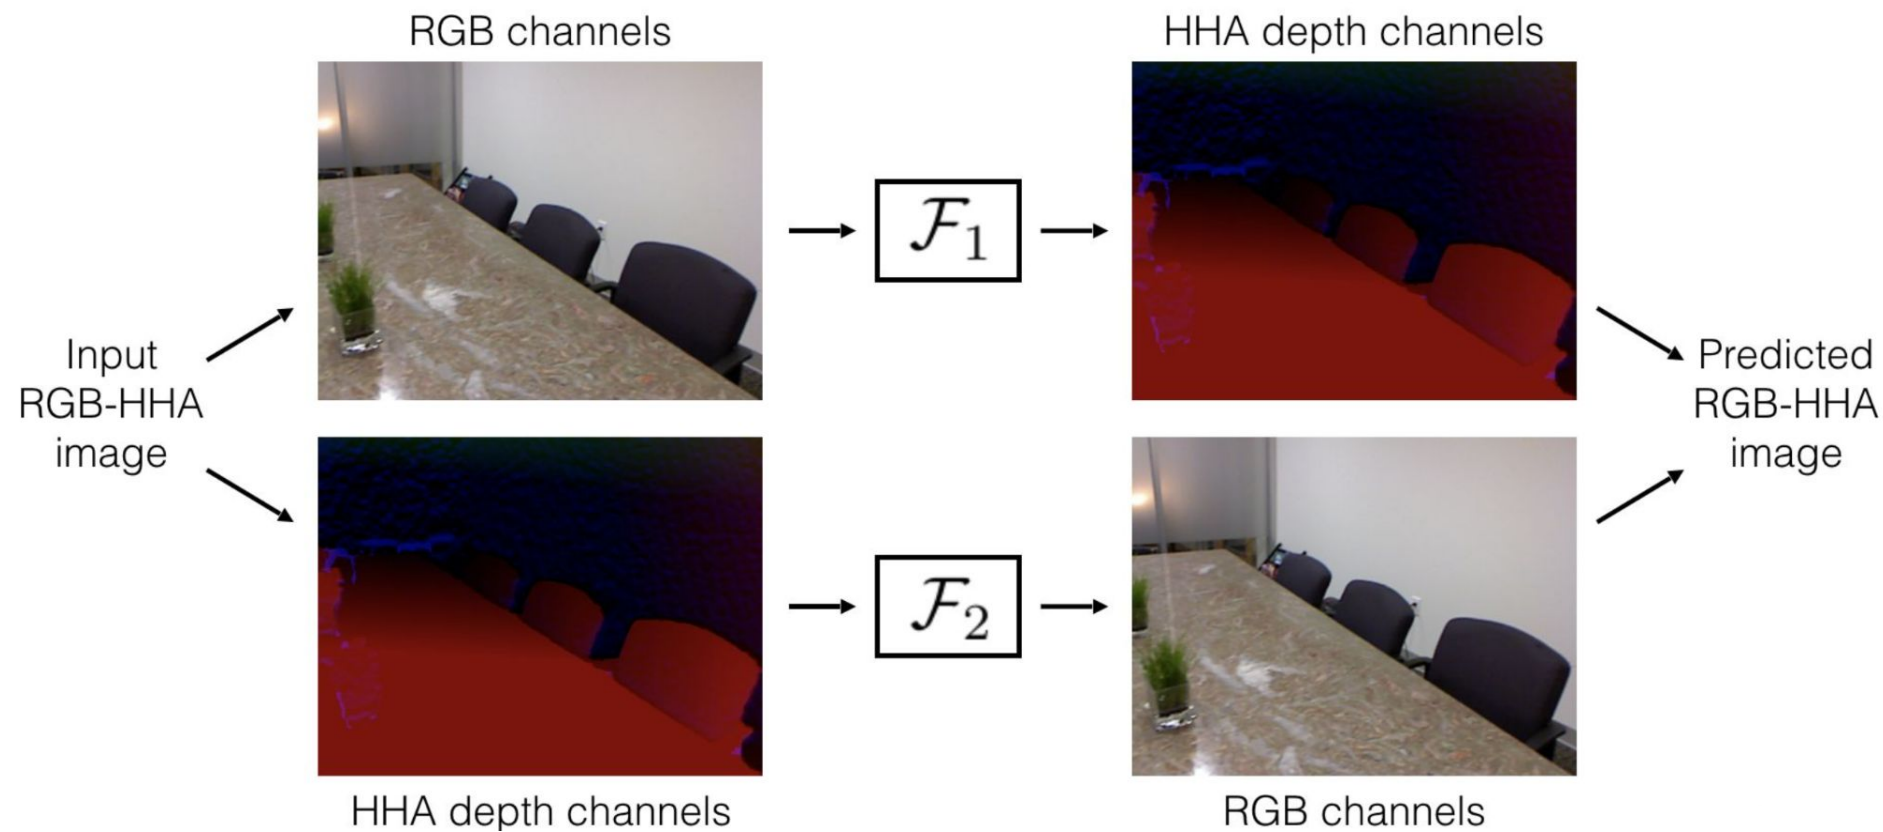 RGB channels
HHA depth channels
Input
RGB-HHA
image
ℱ₁
ℱ₂
Predicted
RGB-HHA
image
HHA depth channels
RGB channels